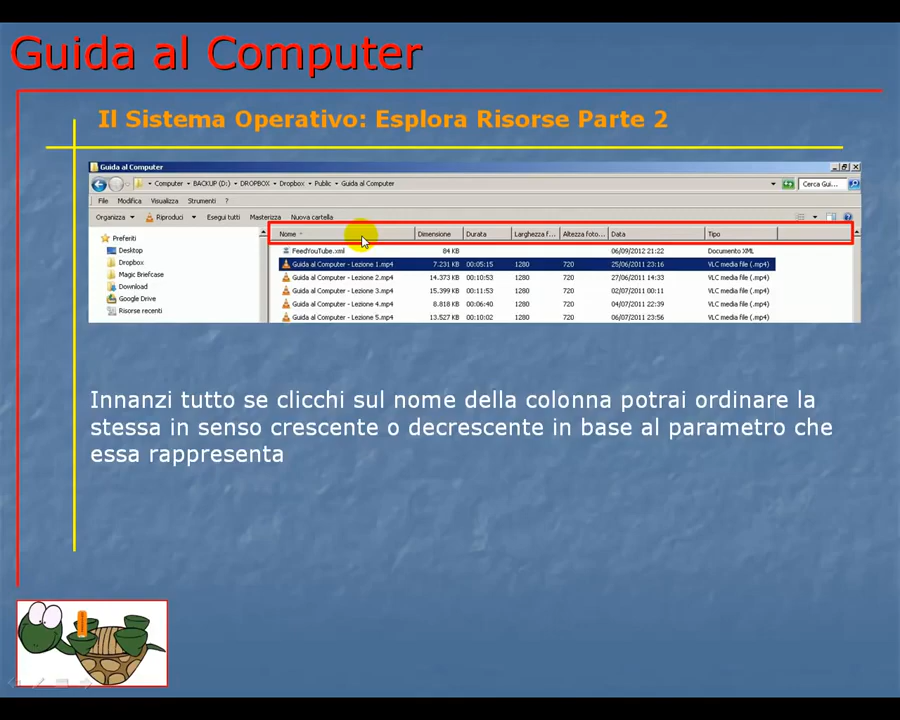 Guida al Computer
Il Sistema Operativo: Esplora Risorse Parte 2
Guida al Computer
Computer BACKUP (D:) DROPBOX Dropbox Public Guida al Computer Cerca Gui...
File Modifica Visualizza Strumenti ?
Organizza Riproduci Esegui tutti Masterizza Nuova cartella
Nome Dimensione Durata Larghezza f... Altezza foto... Data Tipo
Preferiti
Desktop
Dropbox
Magic Briefcase
Download
Google Drive
Risorse recenti
FeedYouTube.xml 84 KB 06/09/2012 21:22 Documento XML
Guida al Computer - Lezione 1.mp4 7.231 KB 00:05:15 1280 720 25/06/2011 23:16 VLC media file (.mp4)
Guida al Computer - Lezione 2.mp4 14.373 KB 00:10:53 1280 720 27/06/2011 14:33 VLC media file (.mp4)
Guida al Computer - Lezione 3.mp4 15.399 KB 00:11:53 1280 720 02/07/2011 00:11 VLC media file (.mp4)
Guida al Computer - Lezione 4.mp4 8.818 KB 00:06:40 1280 720 04/07/2011 22:39 VLC media file (.mp4)
Guida al Computer - Lezione 5.mp4 13.527 KB 00:10:02 1280 720 06/07/2011 23:56 VLC media file (.mp4)
Innanzi tutto se clicchi sul nome della colonna potrai ordinare la
stessa in senso crescente o decrescente in base al parametro che
essa rappresenta